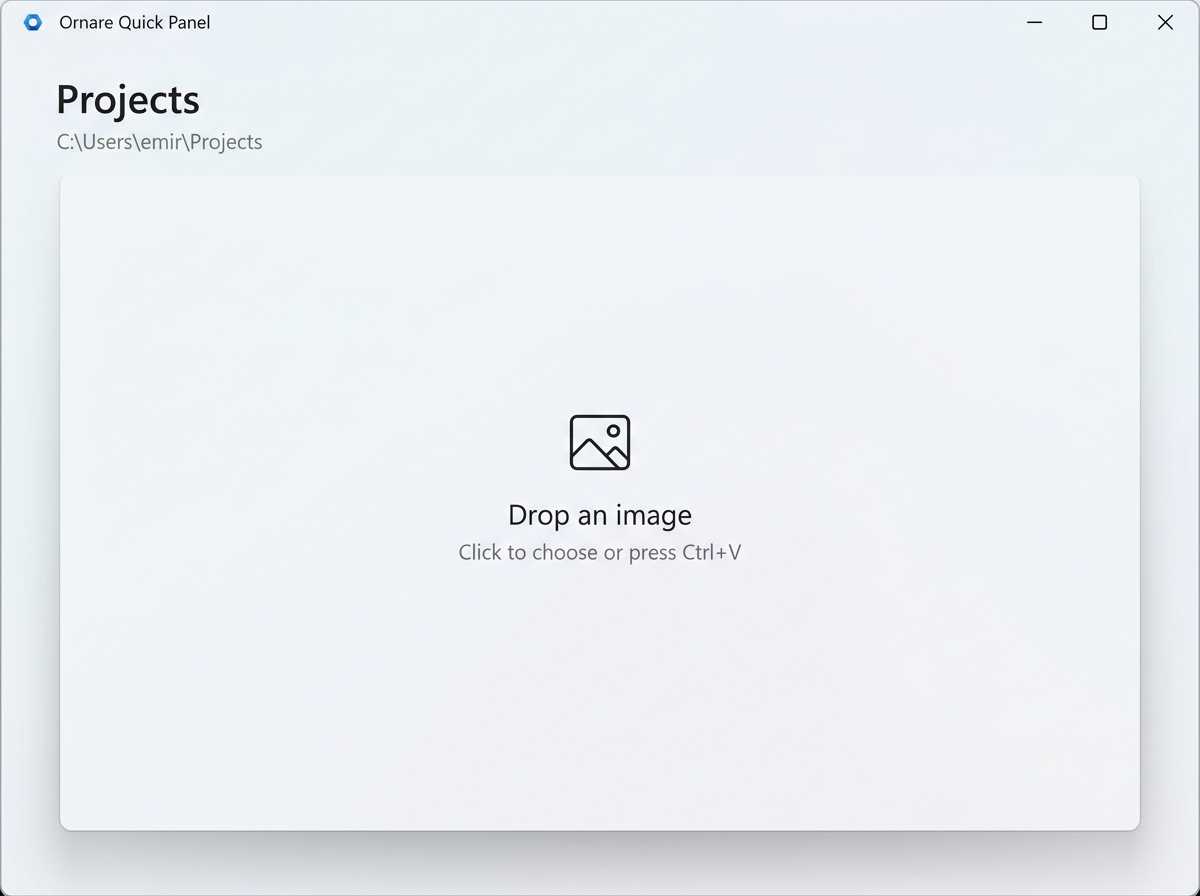 Ornare Quick Panel
Projects
C:\Users\emir\Projects
Drop an image
Click to choose or press Ctrl+V